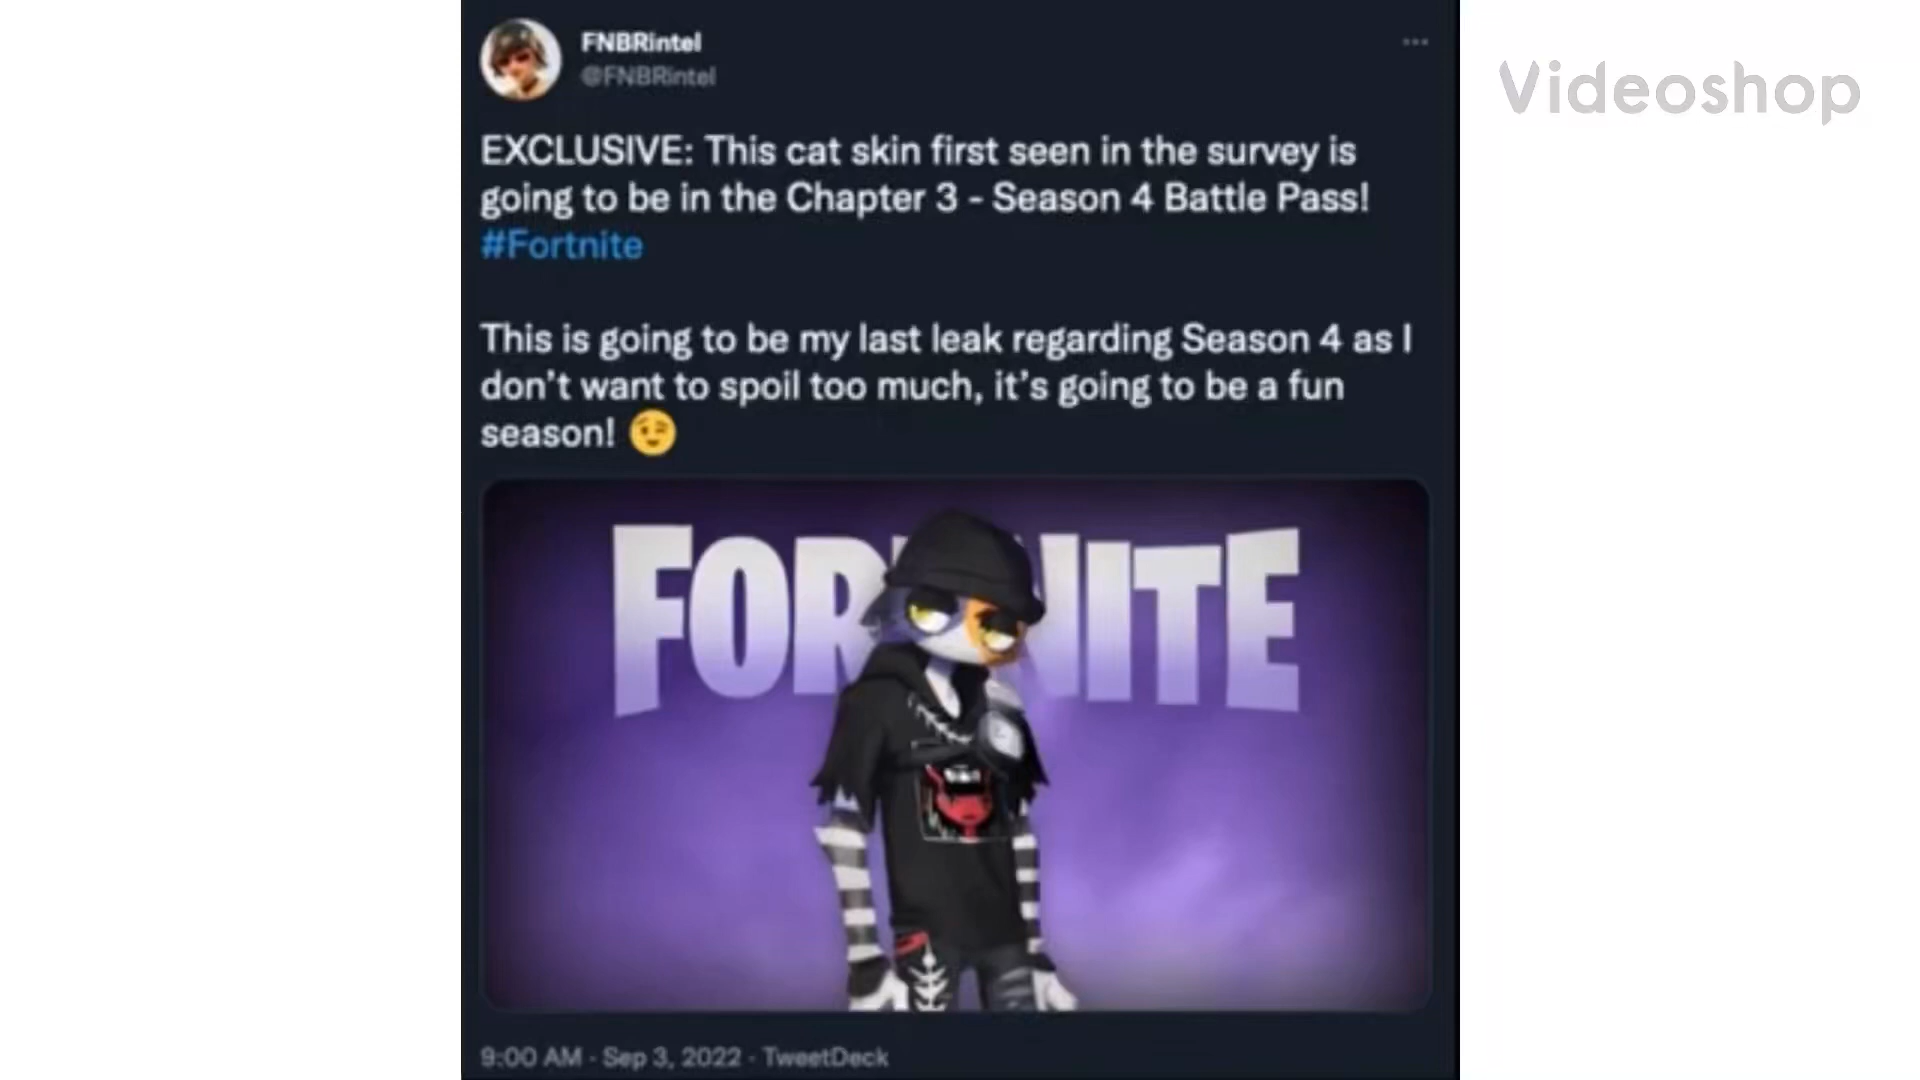 FNBRintel
@FNBRintel
Videoshop
EXCLUSIVE: This cat skin first seen in the survey is
going to be in the Chapter 3 - Season 4 Battle Pass!
#Fortnite
This is going to be my last leak regarding Season 4 as I
don't want to spoil too much, it's going to be a fun
season! 😉
FORNITE
9:00 AM · Sep 3, 2022 · TweetDeck